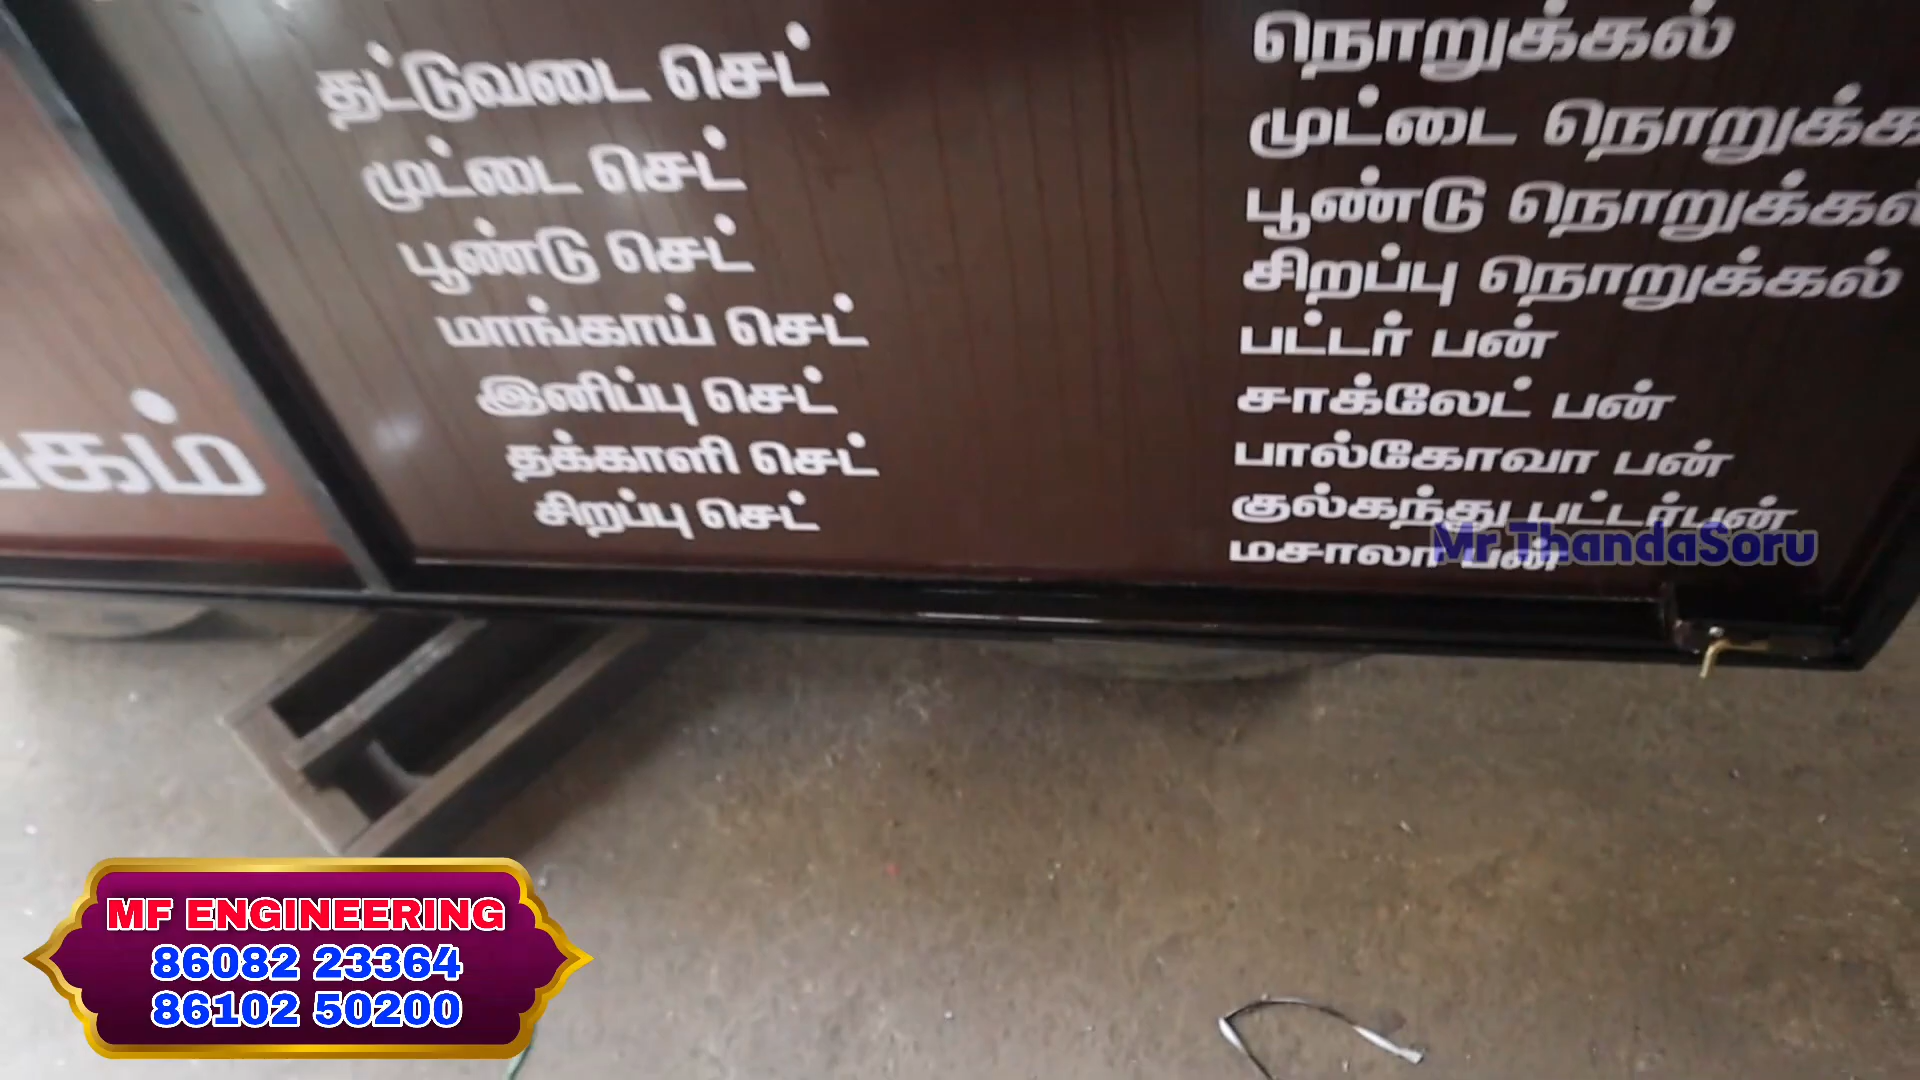 தட்டுவடை செட்
முட்டை செட்
பூண்டு செட்
மாங்காய் செட்
இனிப்பு செட்
தக்காளி செட்
சிறப்பு செட்
நொறுக்கல்
முட்டை
பூண்டு நொறுக்கல்
சிறப்பு நொறுக்கல்
பட்டர் பன்
சாக்லேட் பன்
பால்கோவா பன்
குல்கந்து பட்டர்பன்
மசாலா பன்
Mr.ThandaSoru
MF ENGINEERING
86082 23364
86102 50200